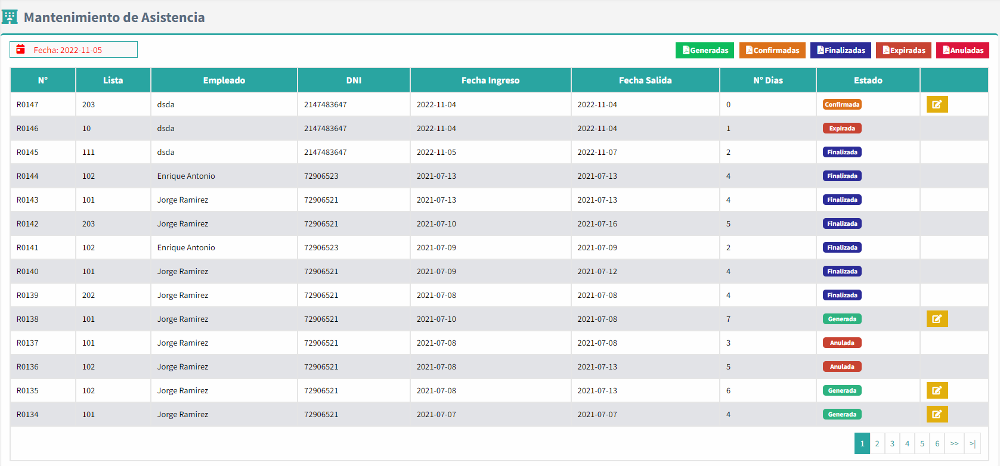 Mantenimiento de Asistencia
Fecha: 2022-11-05
Generadas Confirmadas Finalizadas Expiradas Anuladas
N° Lista Empleado DNI Fecha Ingreso Fecha Salida N° Dias Estado
R0147 203 dsda 2147483647 2022-11-04 2022-11-04 0 Confirmada
R0146 10 dsda 2147483647 2022-11-04 2022-11-04 1 Expirada
R0145 111 dsda 2147483647 2022-11-05 2022-11-07 2 Finalizada
R0144 102 Enrique Antonio 72906523 2021-07-13 2021-07-13 4 Finalizada
R0143 101 Jorge Ramirez 72906521 2021-07-13 2021-07-13 4 Finalizada
R0142 203 Jorge Ramirez 72906521 2021-07-10 2021-07-16 5 Finalizada
R0141 102 Enrique Antonio 72906523 2021-07-09 2021-07-09 2 Finalizada
R0140 101 Jorge Ramirez 72906521 2021-07-09 2021-07-12 4 Finalizada
R0139 202 Jorge Ramirez 72906521 2021-07-08 2021-07-08 4 Finalizada
R0138 101 Jorge Ramirez 72906521 2021-07-10 2021-07-08 7 Generada
R0137 101 Jorge Ramirez 72906521 2021-07-08 2021-07-08 3 Anulada
R0136 102 Jorge Ramirez 72906521 2021-07-08 2021-07-13 5 Anulada
R0135 102 Jorge Ramirez 72906521 2021-07-08 2021-07-13 6 Generada
R0134 101 Jorge Ramirez 72906521 2021-07-07 2021-07-07 4 Generada
1 2 3 4 5 6 >> >|